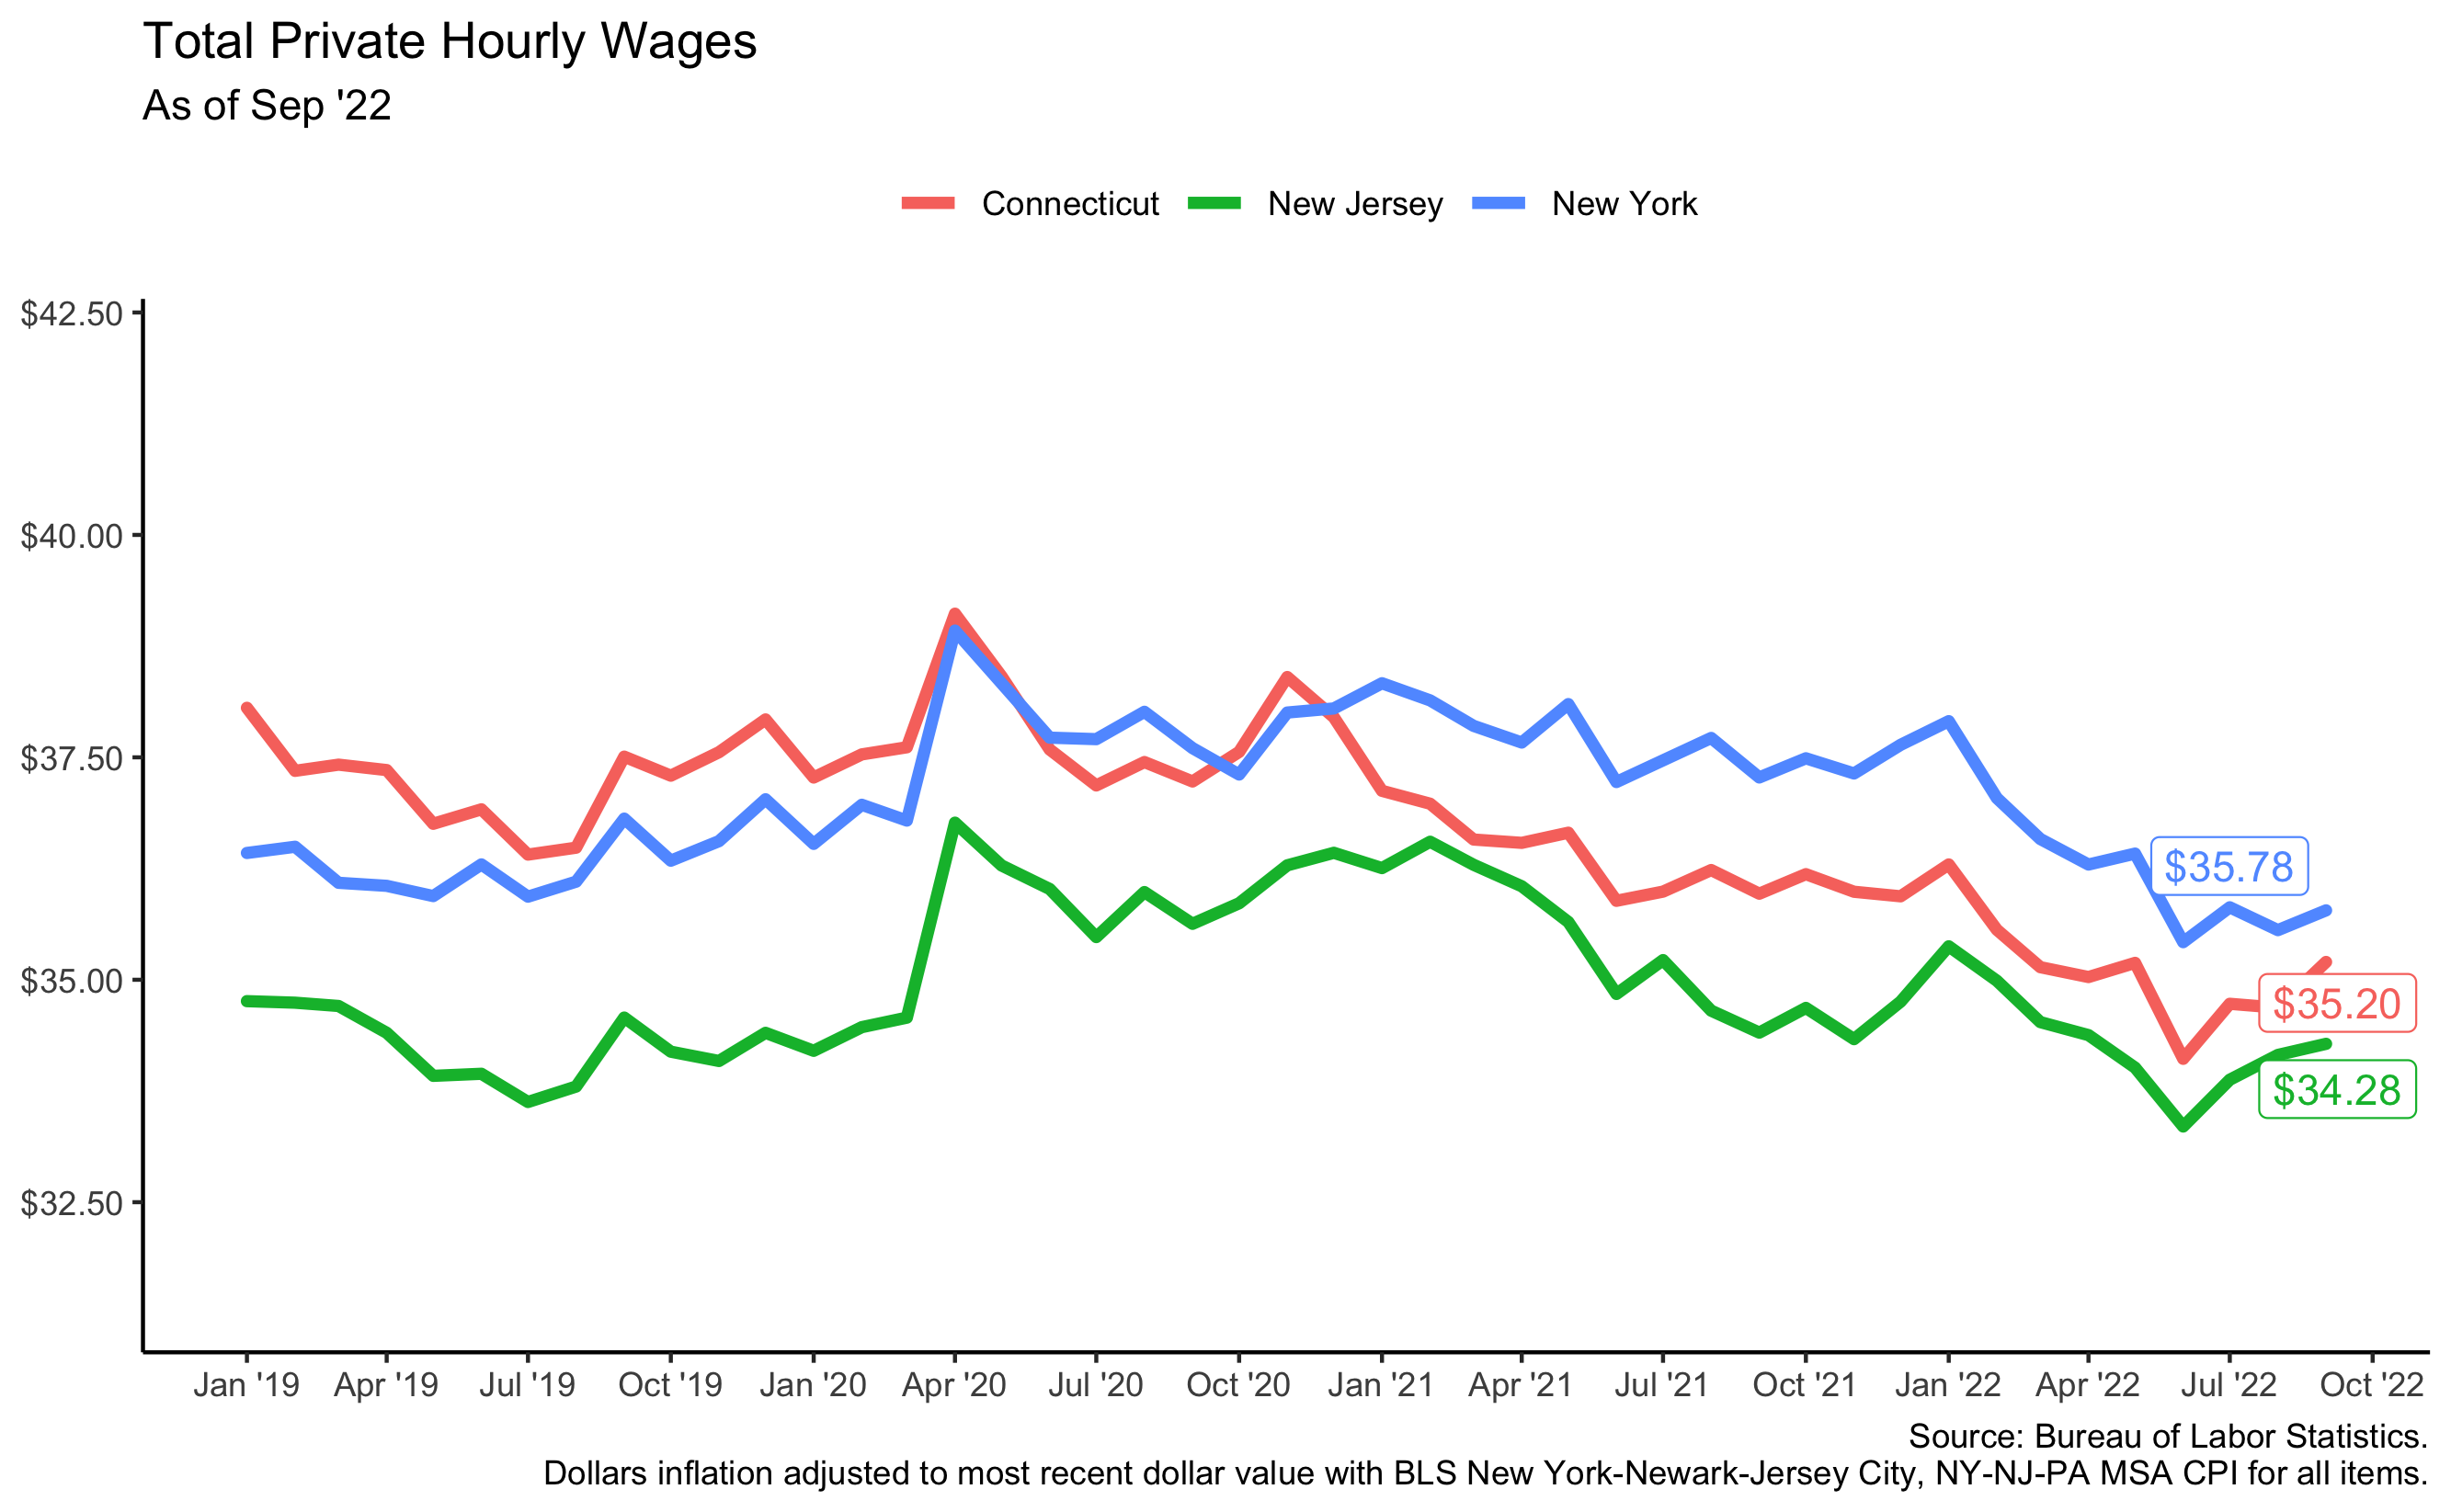 Total Private Hourly Wages
As of Sep '22
Connecticut New Jersey New York
$42.50
$40.00
$37.50
$35.00
$32.50
$35.78
$35.20
$34.28
Jan '19 Apr '19 Jul '19 Oct '19 Jan '20 Apr '20 Jul '20 Oct '20 Jan '21 Apr '21 Jul '21 Oct '21 Jan '22 Apr '22 Jul '22 Oct '22
Source: Bureau of Labor Statistics.
Dollars inflation adjusted to most recent dollar value with BLS New York-Newark-Jersey City, NY-NJ-PA MSA CPI for all items.